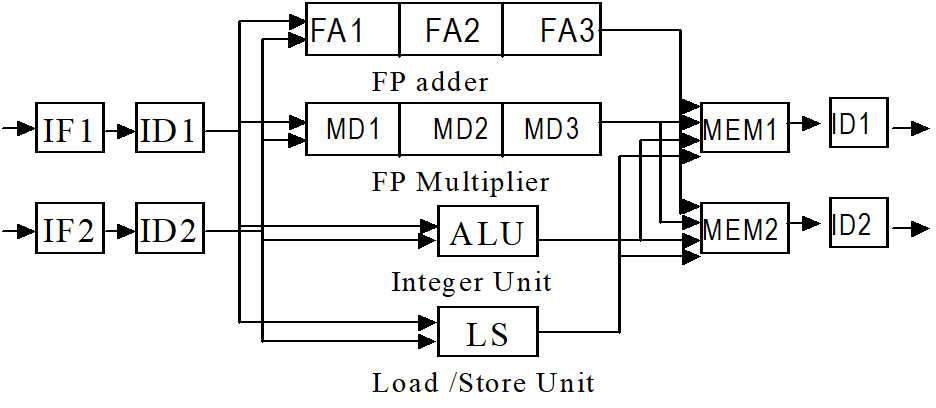 FA1 FA2 FA3
FP adder
IF1 ID1 MD1 MD2 MD3 MEM1 ID1
FP Multiplier
IF2 ID2 ALU MEM2 ID2
Integer Unit
LS
Load /Store Unit